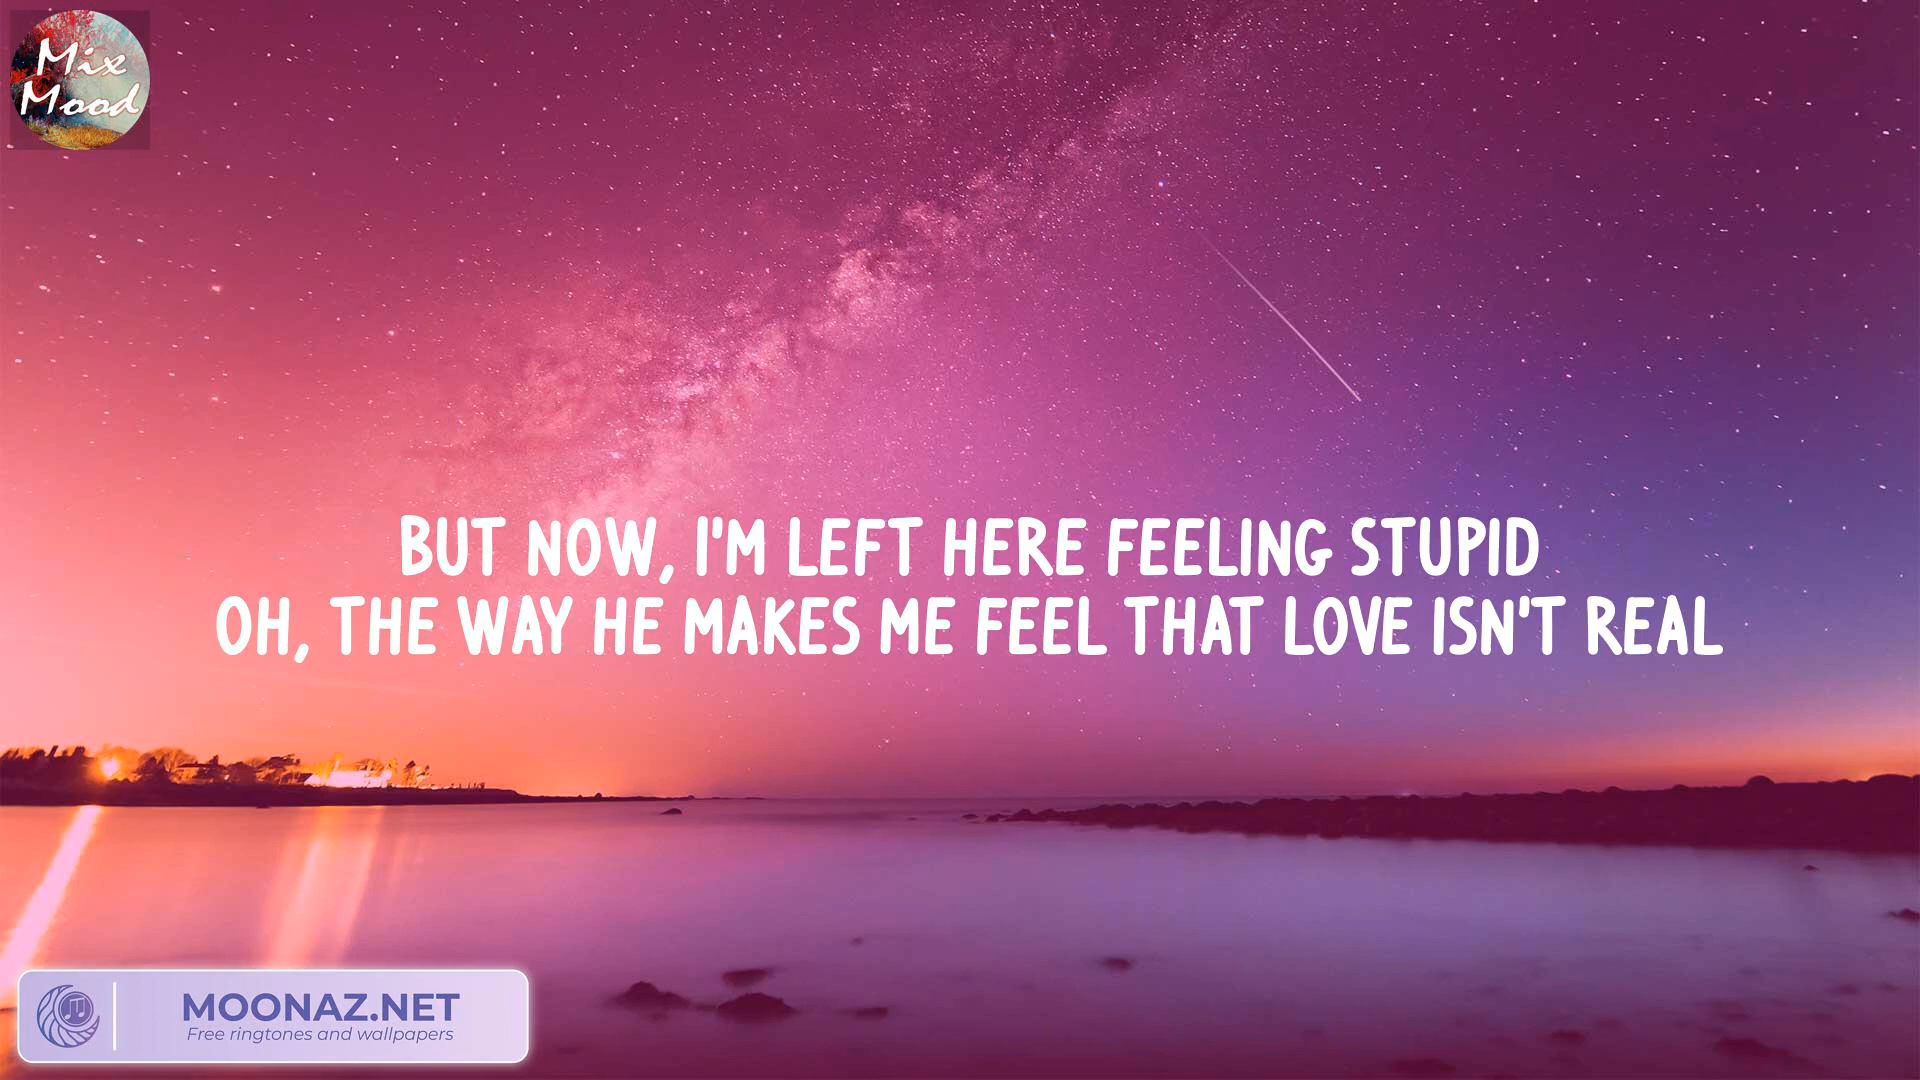 Mix
Mood
BUT NOW, I'M LEFT HERE FEELING STUPID
OH, THE WAY HE MAKES ME FEEL THAT LOVE ISN'T REAL
MOONAZ.NET
Free ringtones and wallpapers